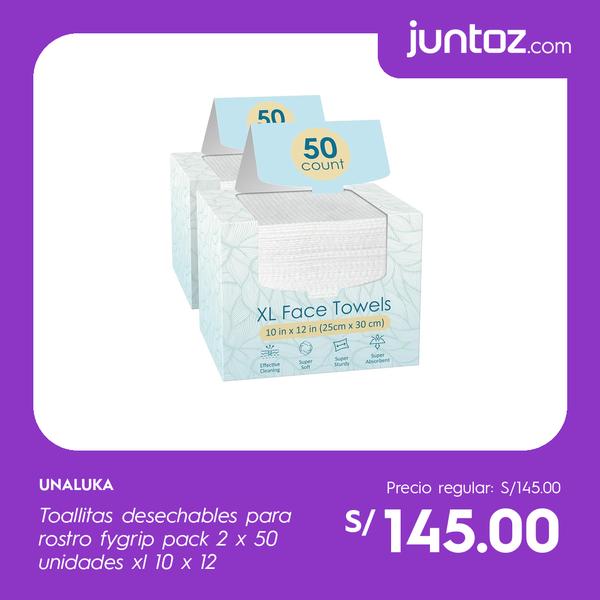 juntoz.com
50
50
count
XL Face Towels
10 in x 12 in (25cm x 30 cm)
Effective Cleaning
Super Soft
Super Sturdy
Super Absorbent
UNALUKA
Toallitas desechables para
rostro fygrip pack 2 x 50
unidades xl 10 x 12
Precio regular: S/145.00
S/145.00